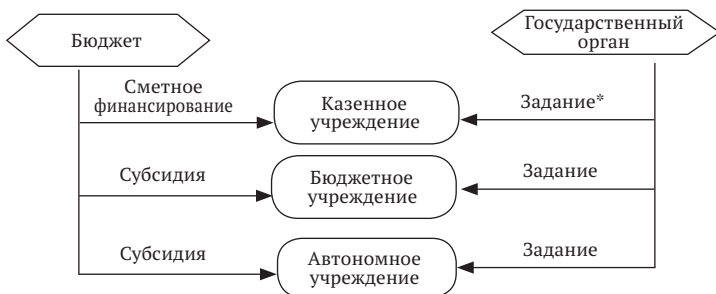 Бюджет
Государственный
орган
Сметное
финансирование
Казенное
учреждение
Задание*
Субсидия
Бюджетное
учреждение
Задание
Субсидия
Автономное
учреждение
Задание